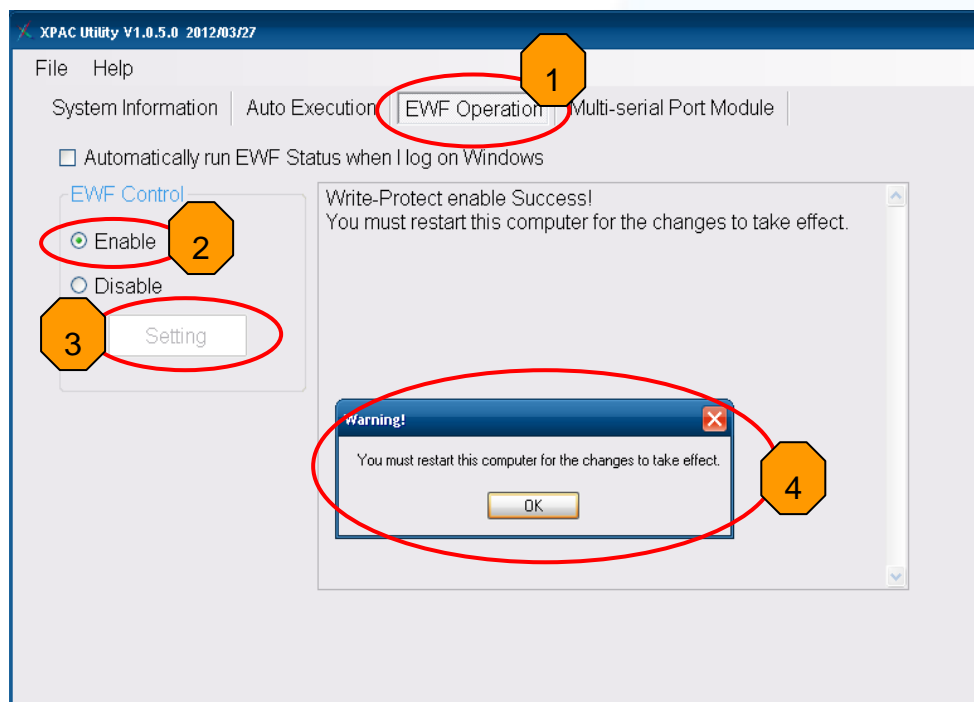 XPAC Utility V1.0.5.0 2012/03/27
File Help
1
System Information Auto Execution EWF Operation Multi-serial Port Module
Automatically run EWF Status when I log on Windows
EWF Control
Enable
2
Disable
3
Setting
Write-Protect enable Success!
You must restart this computer for the changes to take effect.
Warning!
You must restart this computer for the changes to take effect.
OK
4